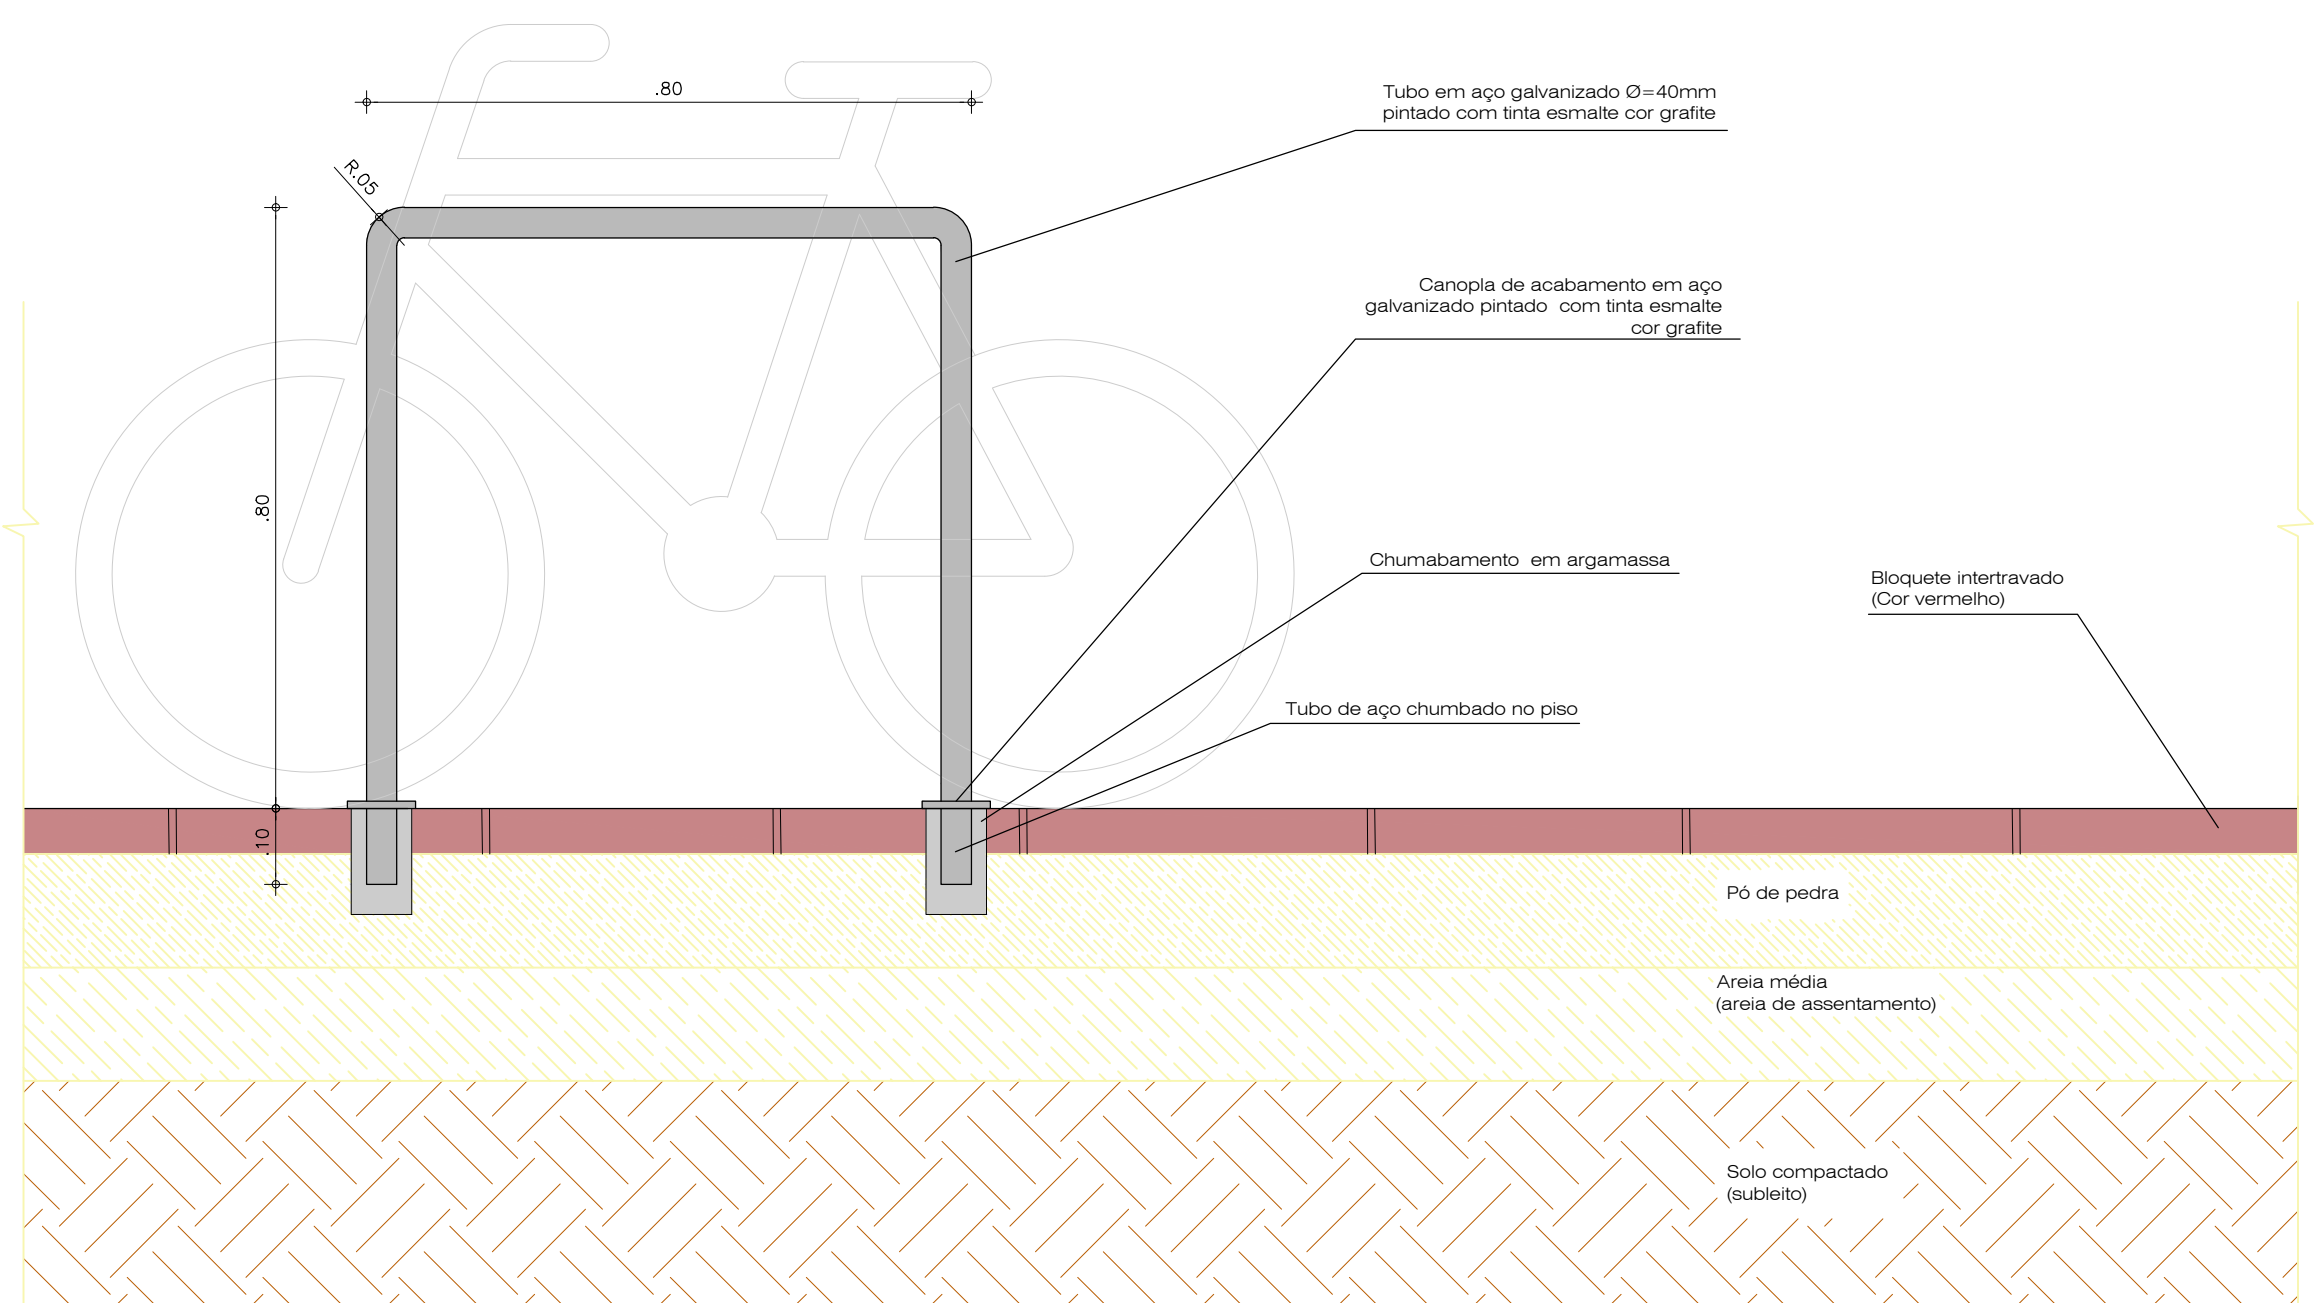 .80
Tubo em aço galvanizado Ø=40mm
pintado com tinta esmalte cor grafite
R.05
Canopla de acabamento em aço
galvanizado pintado  com tinta esmalte
cor grafite
.80
Chumabamento  em argamassa
Bloquete intertravado
(Cor vermelho)
Tubo de aço chumbado no piso
.10
Pó de pedra
Areia média
(areia de assentamento)
Solo compactado
(subleito)